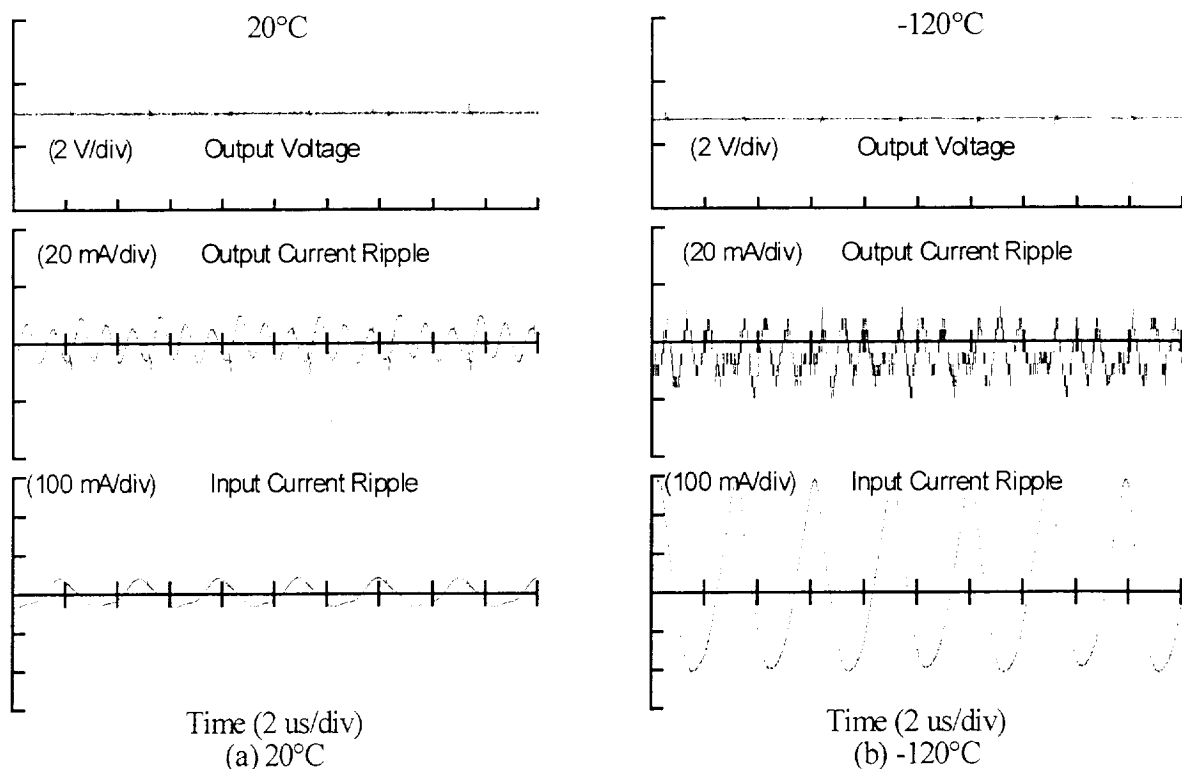 20°C
(2 V/div) Output Voltage
(20 mA/div) Output Current Ripple
(100 mA/div) Input Current Ripple
Time (2 us/div)
(a) 20°C
-120°C
(2 V/div) Output Voltage
(20 mA/div) Output Current Ripple
(100 mA/div) Input Current Ripple
Time (2 us/div)
(b) -120°C